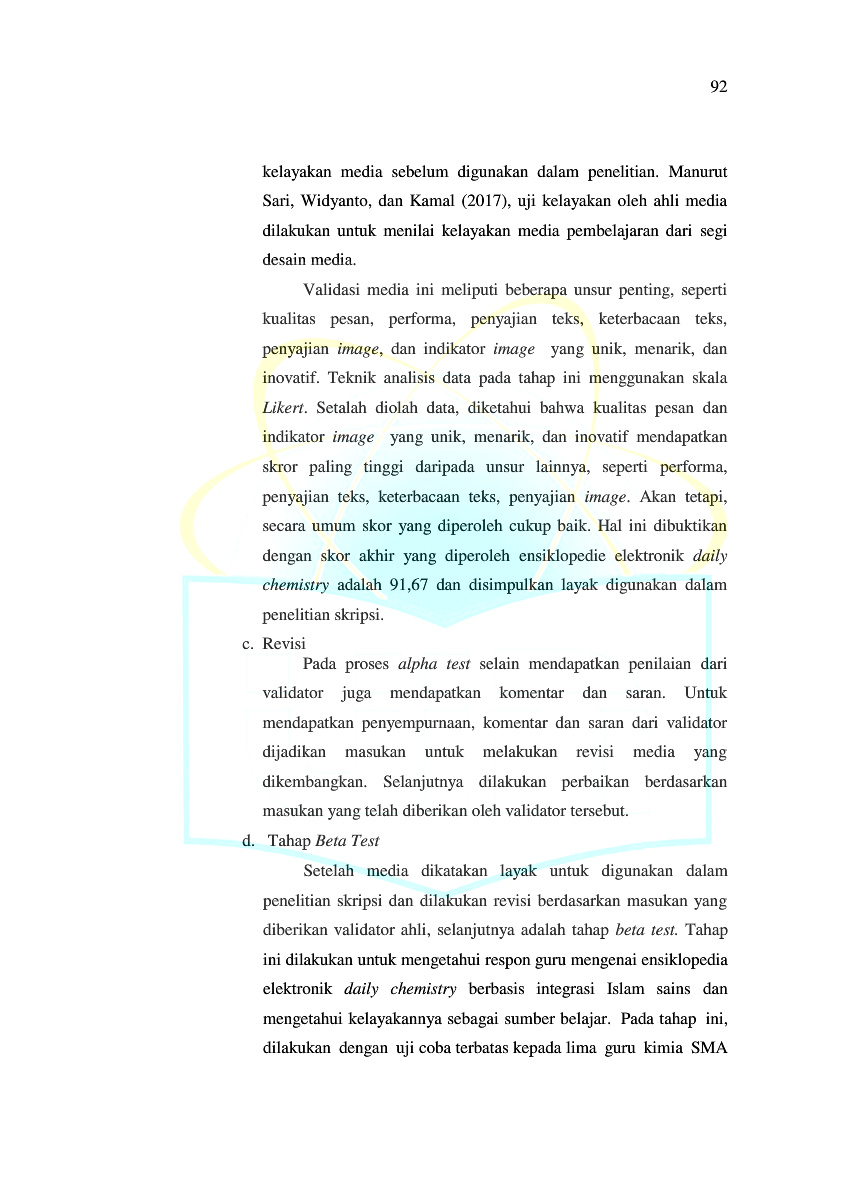 92
kelayakan media sebelum digunakan dalam penelitian. Manurut
Sari, Widyanto, dan Kamal (2017), uji kelayakan oleh ahli media
dilakukan untuk menilai kelayakan media pembelajaran dari segi
desain media.
Validasi media ini meliputi beberapa unsur penting, seperti
kualitas pesan, performa, penyajian teks, keterbacaan teks,
penyajian image, dan indikator image yang unik, menarik, dan
inovatif. Teknik analisis data pada tahap ini menggunakan skala
Likert. Setalah diolah data, diketahui bahwa kualitas pesan dan
indikator image yang unik, menarik, dan inovatif mendapatkan
skror paling tinggi daripada unsur lainnya, seperti performa,
penyajian teks, keterbacaan teks, penyajian image. Akan tetapi,
secara umum skor yang diperoleh cukup baik. Hal ini dibuktikan
dengan skor akhir yang diperoleh ensiklopedie elektronik daily
chemistry adalah 91,67 dan disimpulkan layak digunakan dalam
penelitian skripsi.
c. Revisi
Pada proses alpha test selain mendapatkan penilaian dari
validator juga mendapatkan komentar dan saran. Untuk
mendapatkan penyempurnaan, komentar dan saran dari validator
dijadikan masukan untuk melakukan revisi media yang
dikembangkan. Selanjutnya dilakukan perbaikan berdasarkan
masukan yang telah diberikan oleh validator tersebut.
d. Tahap Beta Test
Setelah media dikatakan layak untuk digunakan dalam
penelitian skripsi dan dilakukan revisi berdasarkan masukan yang
diberikan validator ahli, selanjutnya adalah tahap beta test. Tahap
ini dilakukan untuk mengetahui respon guru mengenai ensiklopedia
elektronik daily chemistry berbasis integrasi Islam sains dan
mengetahui kelayakannya sebagai sumber belajar. Pada tahap ini,
dilakukan dengan uji coba terbatas kepada lima guru kimia SMA